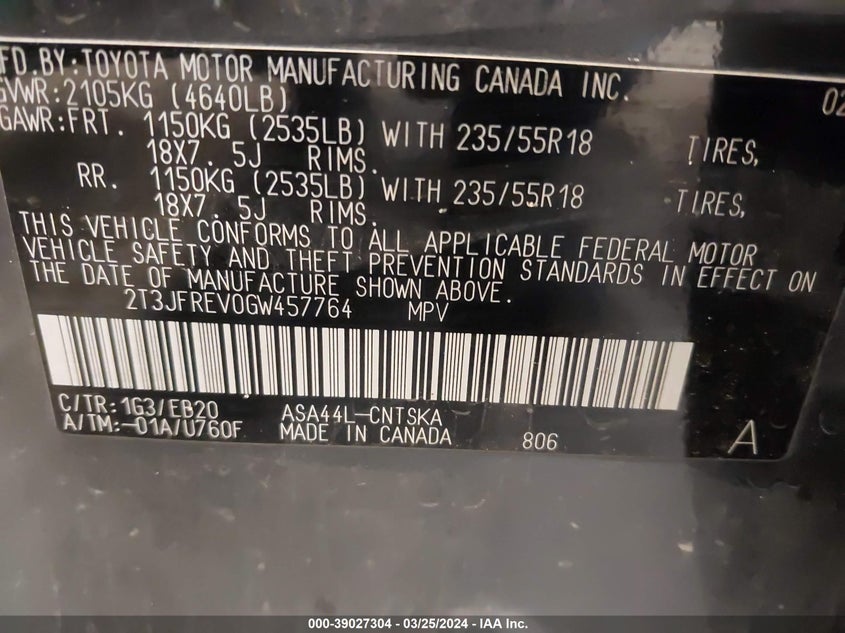 FD.BY:TOYOTA MOTOR MANUFACTURING CANADA INC. 02
GVWR:2105KG (4640LB)
GAWR:FRT. 1150KG (2535LB) WITH 235/55R18 TIRES,
18X7.5J RIMS.
RR. 1150KG (2535LB) WITH 235/55R18 TIRES,
18X7.5J RIMS.
THIS VEHICLE CONFORMS TO ALL APPLICABLE FEDERAL MOTOR
VEHICLE SAFETY AND THEFT PREVENTION STANDARDS IN EFFECT ON
THE DATE OF MANUFACTURE SHOWN ABOVE.
2T3JFREV0GW457764 MPV
C/TR:1G3/EB20 ASA44L-CNTSKA
A/TM:-01A/U760F MADE IN CANADA 806 A
000-39027304 - 03/25/2024 - IAA Inc.